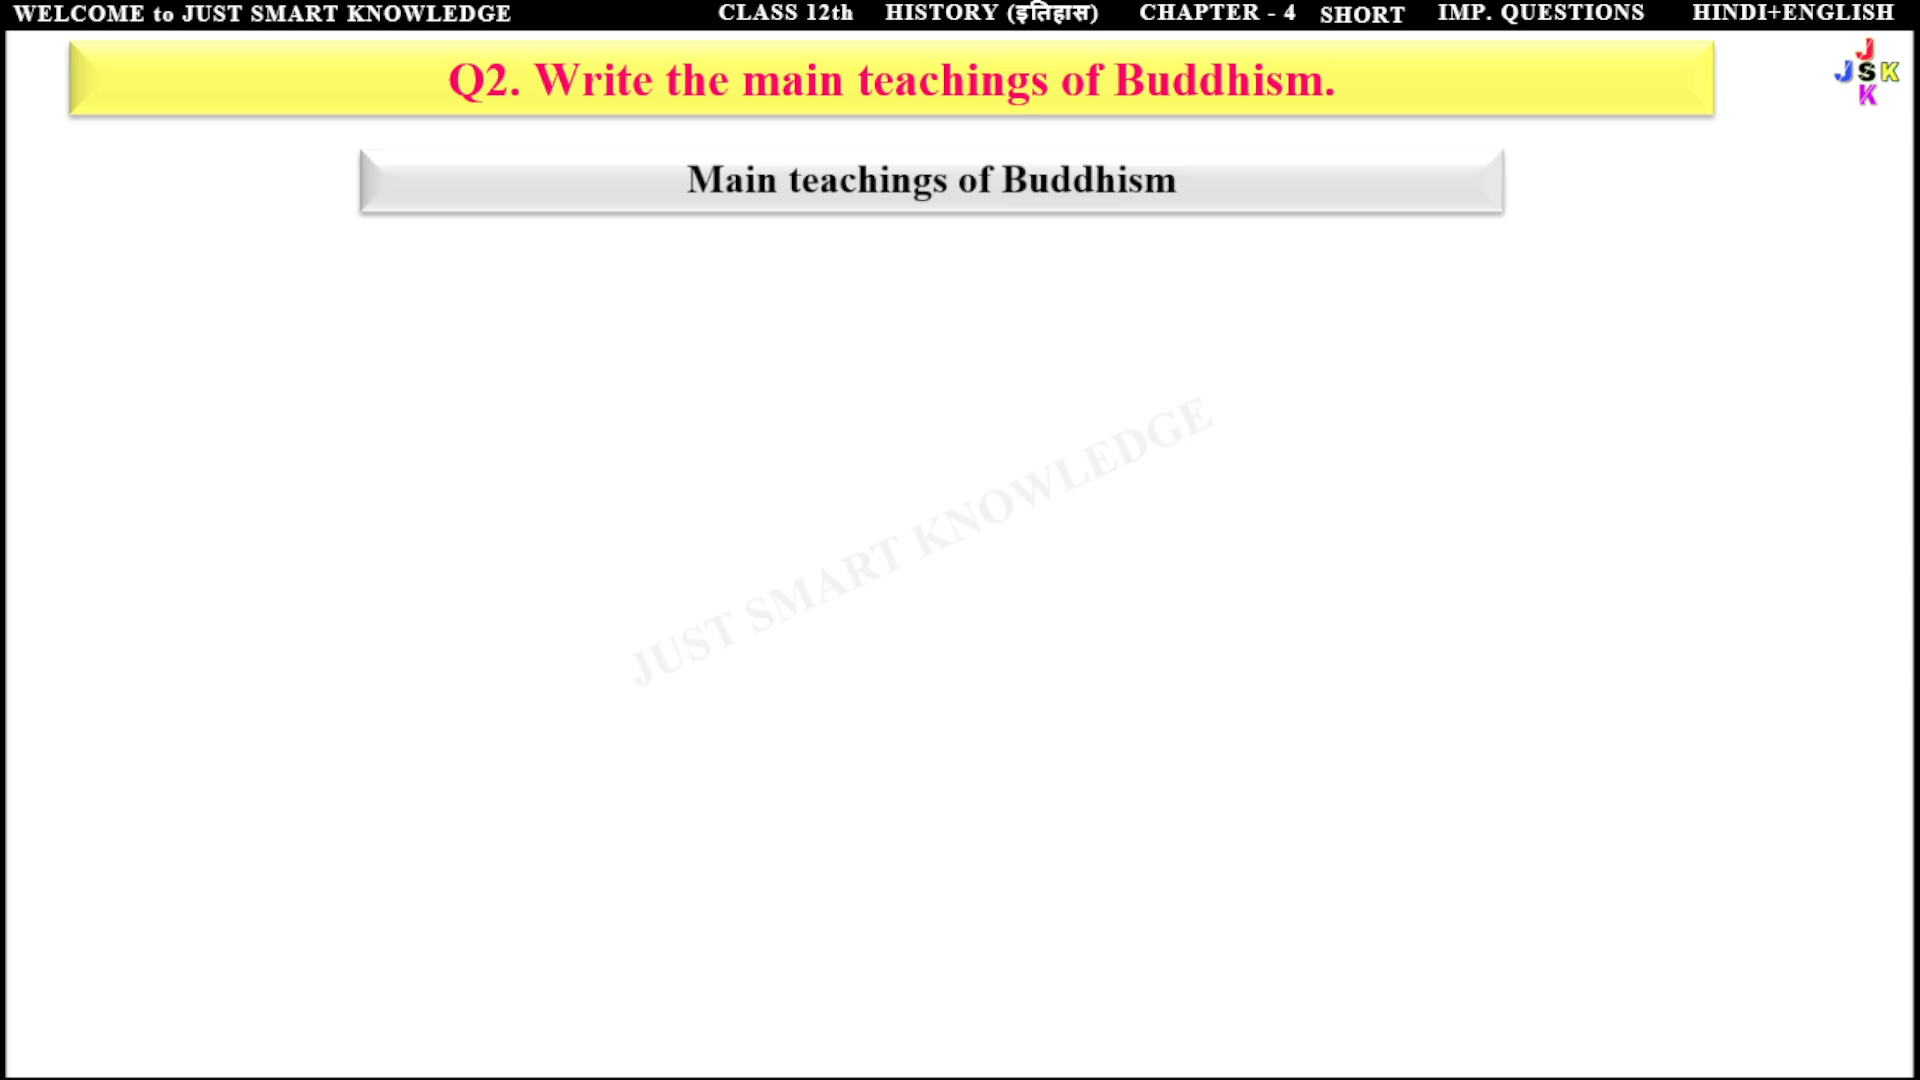 WELCOME to JUST SMART KNOWLEDGE CLASS 12th HISTORY (इतिहास) CHAPTER - 4 SHORT IMP. QUESTIONS HINDI+ENGLISH
Q2. Write the main teachings of Buddhism.
J
J S K
K
Main teachings of Buddhism
JUST SMART KNOWLEDGE